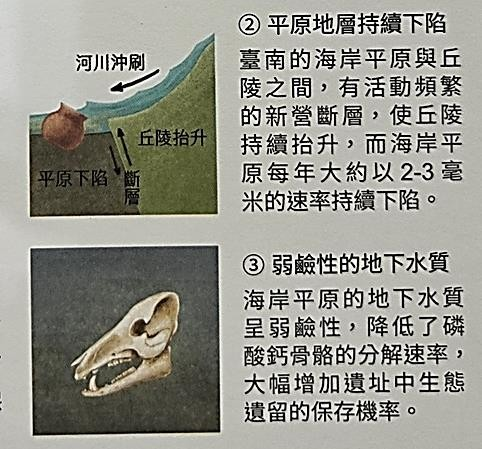 ② 平原地層持續下陷
臺南的海岸平原與丘
陵之間，有活動頻繁
的新營斷層，使丘陵
持續抬升，而海岸平
原每年大約以 2-3 毫
米的速率持續下陷。
河川沖刷
丘陵抬升
平原下陷
斷層
③ 弱鹼性的地下水質
海岸平原的地下水質
呈弱鹼性，降低了磷
酸鈣骨骼的分解速率，
大幅增加遺址中生態
遺留的保存機率。